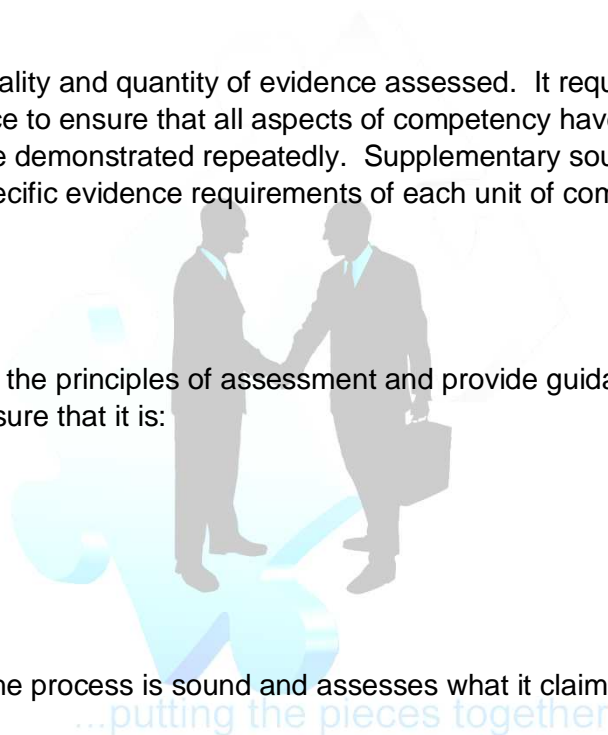 ality and quantity of evidence assessed. It requ
ce to ensure that all aspects of competency have
e demonstrated repeatedly. Supplementary sou
ecific evidence requirements of each unit of com
the principles of assessment and provide guida
sure that it is:
ne process is sound and assesses what it claim
...putting the pieces together